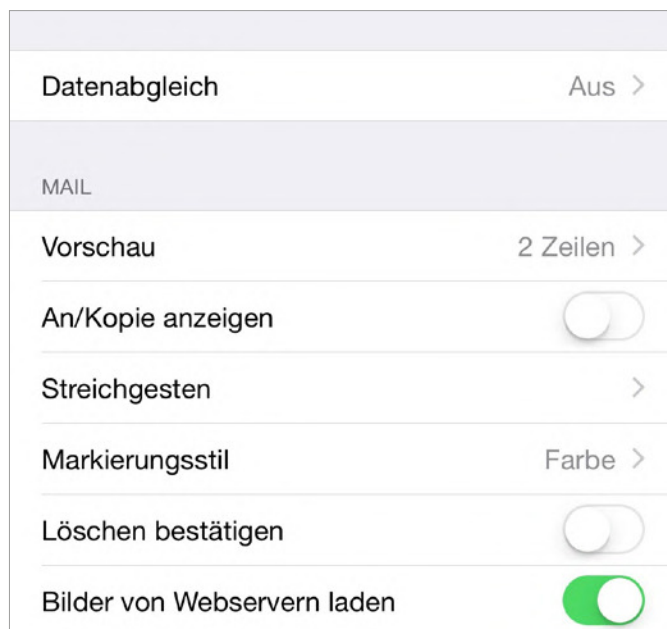 Datenabgleich Aus
MAIL
Vorschau 2 Zeilen
An/Kopie anzeigen
Streichgesten
Markierungsstil Farbe
Löschen bestätigen
Bilder von Webservern laden